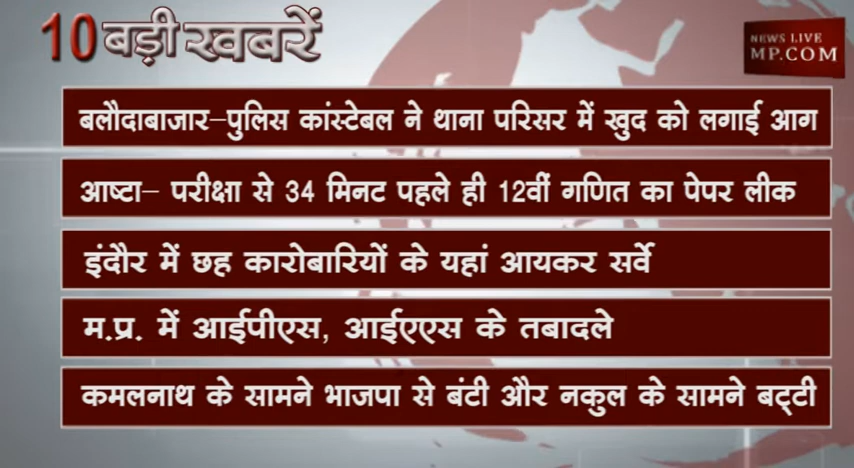 10 बड़ी खबरें
NEWS LIVE
MP.COM
बलौदाबाजार-पुलिस कांस्टेबल ने थाना परिसर में खुद को लगाई आग
आष्टा- परीक्षा से 34 मिनट पहले ही 12वीं गणित का पेपर लीक
इंदौर में छह कारोबारियों के यहां आयकर सर्वे
म.प्र. में आईपीएस, आईएएस के तबादले
कमलनाथ के सामने भाजपा से बंटी और नकुल के सामने बट्टी